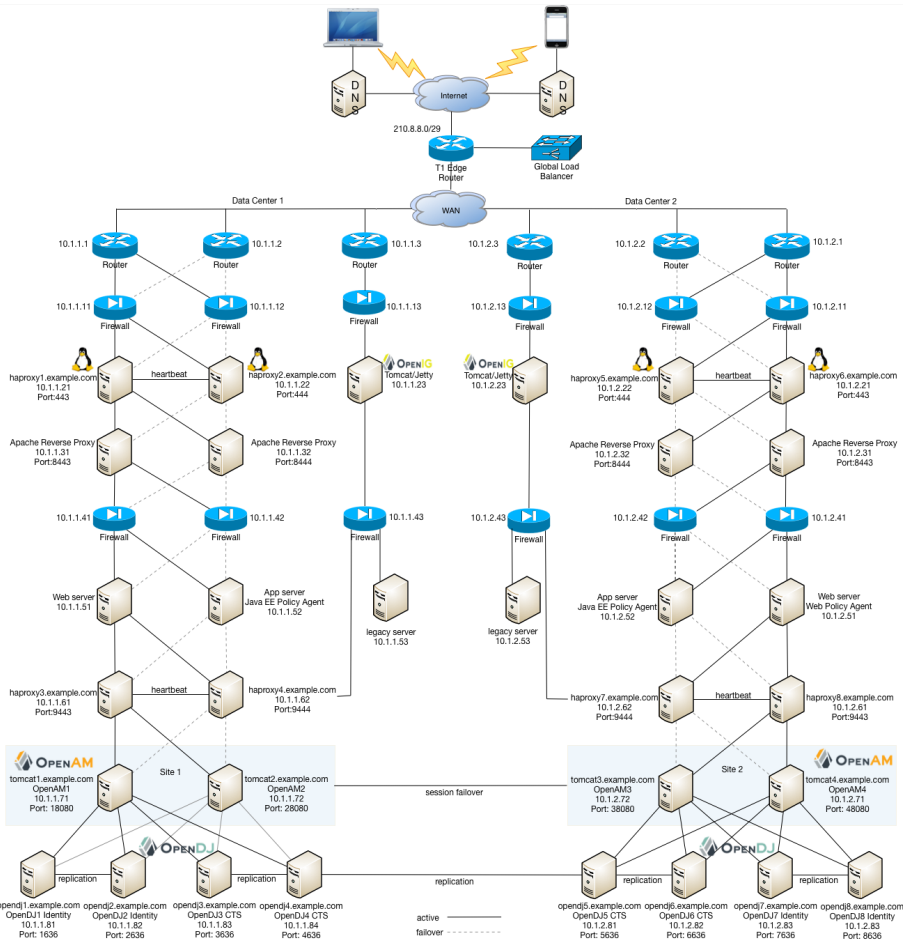 D
N
S
D
N
S
Internet
210.8.8.0/29
T1 Edge
Router
Global Load
Balancer
WAN
Data Center 1
Data Center 2
10.1.1.1
10.1.1.2
10.1.1.3
10.1.2.3
10.1.2.2
10.1.2.1
Router
Router
Router
Router
Router
Router
10.1.1.11
10.1.1.12
10.1.1.13
10.1.2.13
10.1.2.12
10.1.2.11
Firewall
Firewall
Firewall
Firewall
Firewall
Firewall
haproxy1.example.com
10.1.1.21
Port:443
heartbeat
haproxy2.example.com
10.1.1.22
Port:444
OPENIG
Tomcat/Jetty
10.1.1.23
OPENIG
Tomcat/Jetty
10.1.2.23
haproxy5.example.com
10.1.2.22
Port:444
heartbeat
haproxy6.example.com
10.1.2.21
Port:443
Apache Reverse Proxy
10.1.1.31
Port:8443
Apache Reverse Proxy
10.1.1.32
Port:8444
Apache Reverse Proxy
10.1.2.32
Port:8444
Apache Reverse Proxy
10.1.2.31
Port:8443
10.1.1.41
10.1.1.42
10.1.1.43
10.1.2.43
10.1.2.42
10.1.2.41
Firewall
Firewall
Firewall
Firewall
Firewall
Firewall
Web server
10.1.1.51
App server
Java EE Policy Agent
10.1.1.52
legacy server
10.1.1.53
legacy server
10.1.2.53
App server
Java EE Policy Agent
10.1.2.52
Web server
Web Policy Agent
10.1.2.51
haproxy3.example.com
10.1.1.61
Port:9443
heartbeat
haproxy4.example.com
10.1.1.62
Port:9444
haproxy7.example.com
10.1.2.62
Port:9444
heartbeat
haproxy8.example.com
10.1.2.61
Port:9443
OPENAM
Site 1
tomcat1.example.com
OpenAM1
10.1.1.71
Port: 18080
tomcat2.example.com
OpenAM2
10.1.1.72
Port: 28080
session failover
Site 2
OPENAM
tomcat3.example.com
OpenAM3
10.1.2.72
Port: 38080
tomcat4.example.com
OpenAM4
10.1.2.71
Port: 48080
OPENDJ
OPENDJ
replication
replication
replication
replication
replication
opendj1.example.com
OpenDJ1 Identity
10.1.1.81
Port: 1636
opendj2.example.com
OpenDJ2 Identity
10.1.1.82
Port: 2636
opendj3.example.com
OpenDJ3 CTS
10.1.1.83
Port: 3636
opendj4.example.com
OpenDJ4 CTS
10.1.1.84
Port: 4636
opendj5.example.com
OpenDJ5 CTS
10.1.2.81
Port: 5636
opendj6.example.com
OpenDJ6 CTS
10.1.2.82
Port: 6636
opendj7.example.com
OpenDJ7 Identity
10.1.2.83
Port: 7636
opendj8.example.com
OpenDJ8 Identity
10.1.2.83
Port: 8636
active
failover